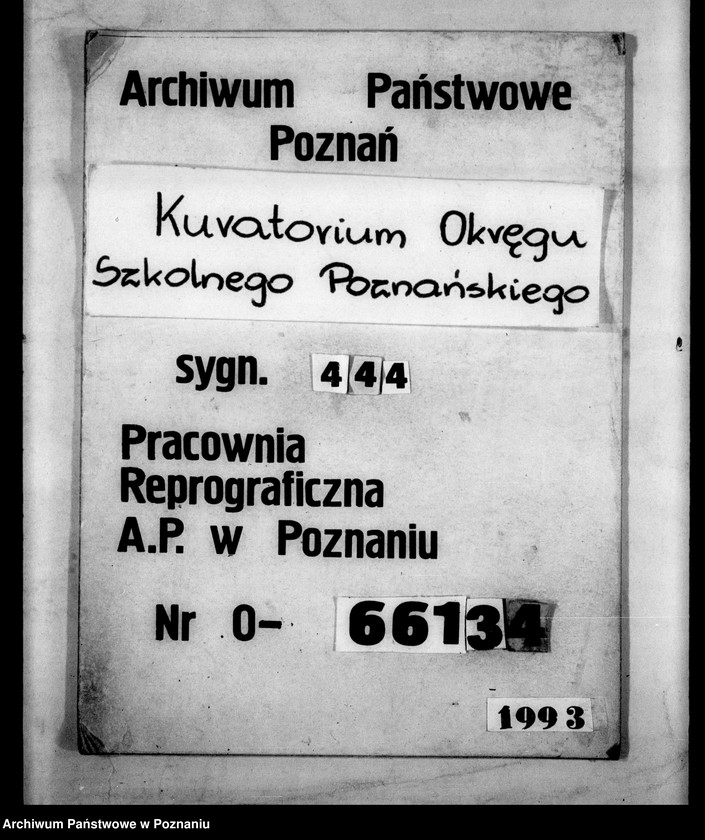 Archiwum Państwowe
Poznań
Kuratorium Okręgu
Szkolnego Poznańskiego
sygn. 444
Pracownia
Reprograficzna
A.P. w Poznaniu
Nr 0- 66134
1993
Archiwum Państwowe w Poznaniu